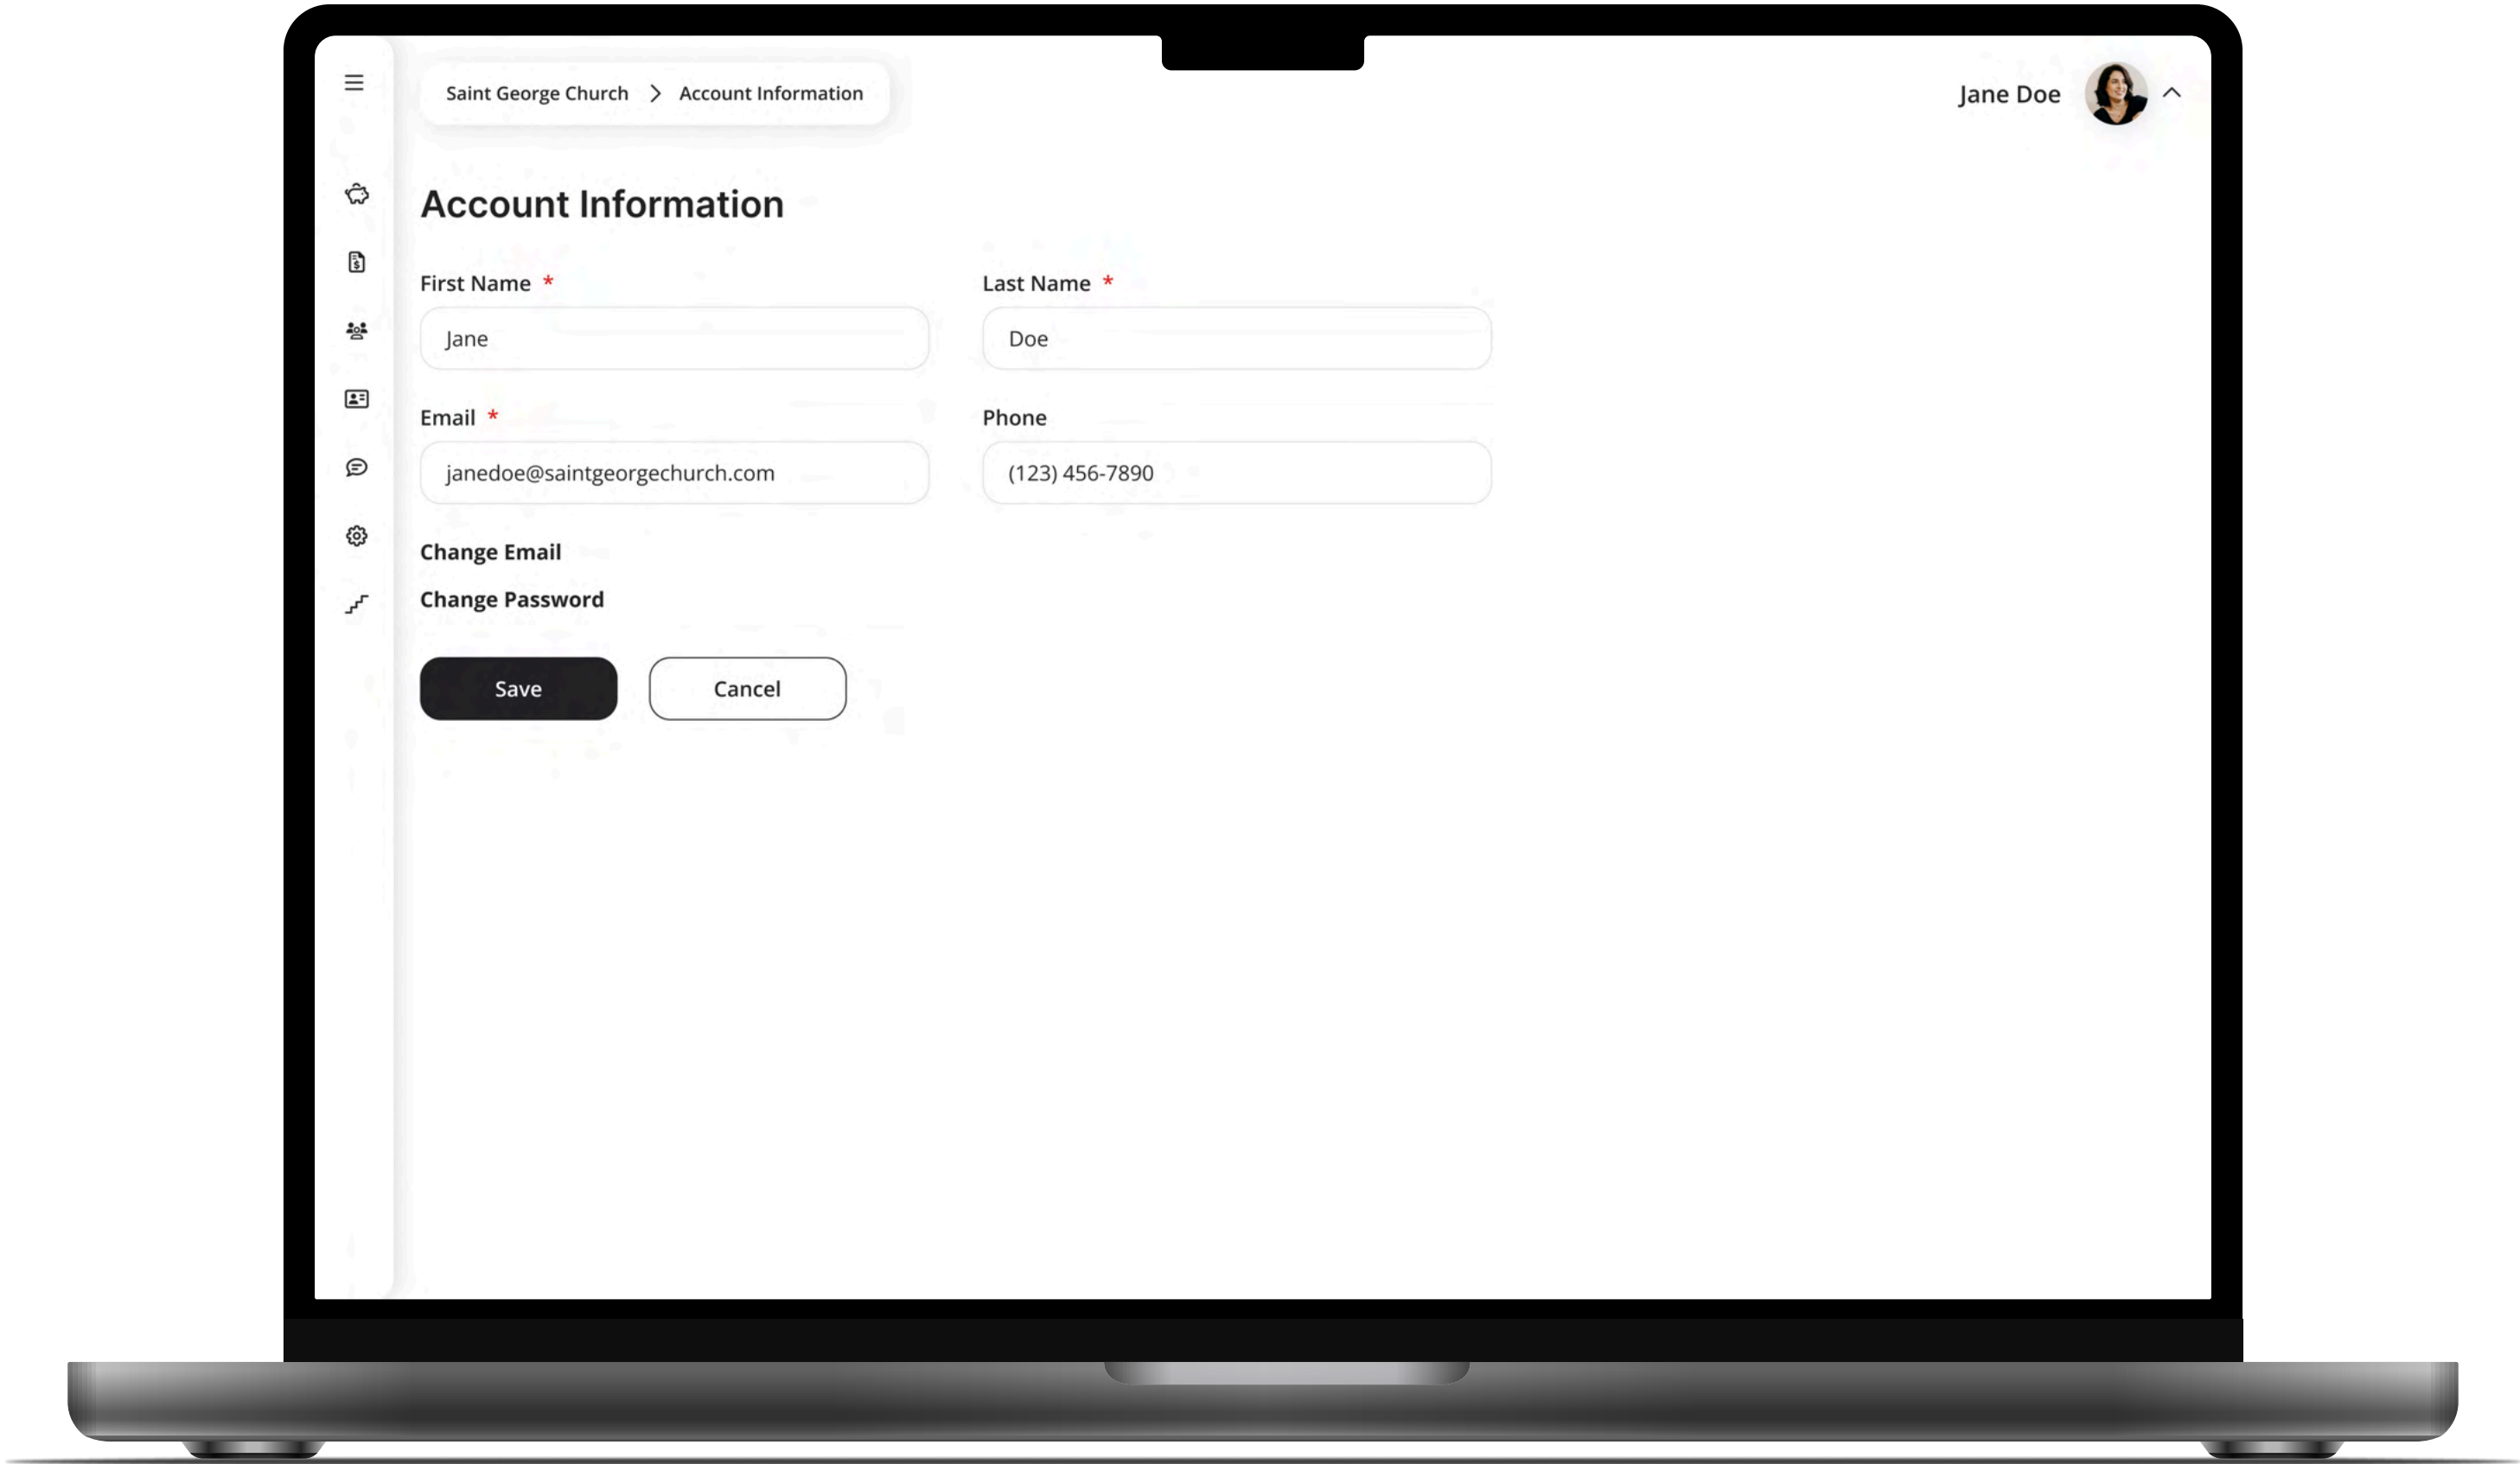 Saint George Church > Account Information
Jane Doe
Account Information
First Name *
Last Name *
Jane
Doe
Email *
Phone
janedoe@saintgeorgechurch.com
(123) 456-7890
Change Email
Change Password
Save
Cancel